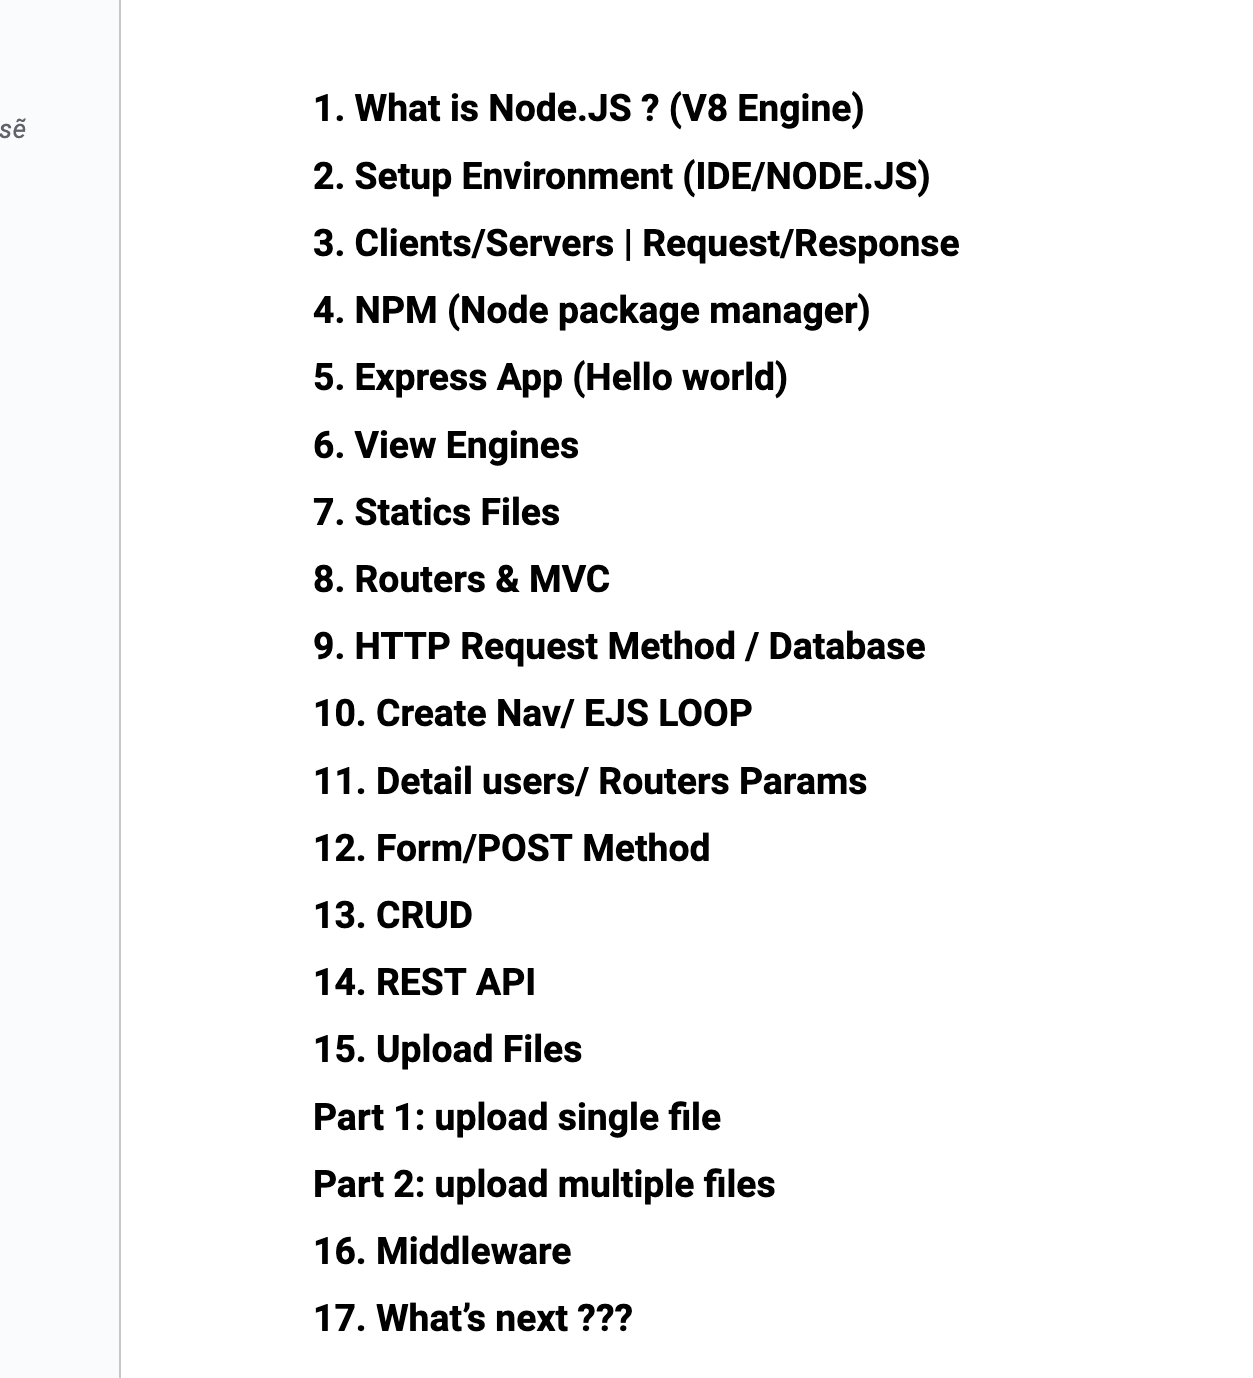 sẽ
1. What is Node.JS ? (V8 Engine)
2. Setup Environment (IDE/NODE.JS)
3. Clients/Servers | Request/Response
4. NPM (Node package manager)
5. Express App (Hello world)
6. View Engines
7. Statics Files
8. Routers & MVC
9. HTTP Request Method / Database
10. Create Nav/ EJS LOOP
11. Detail users/ Routers Params
12. Form/POST Method
13. CRUD
14. REST API
15. Upload Files
Part 1: upload single file
Part 2: upload multiple files
16. Middleware
17. What’s next ???